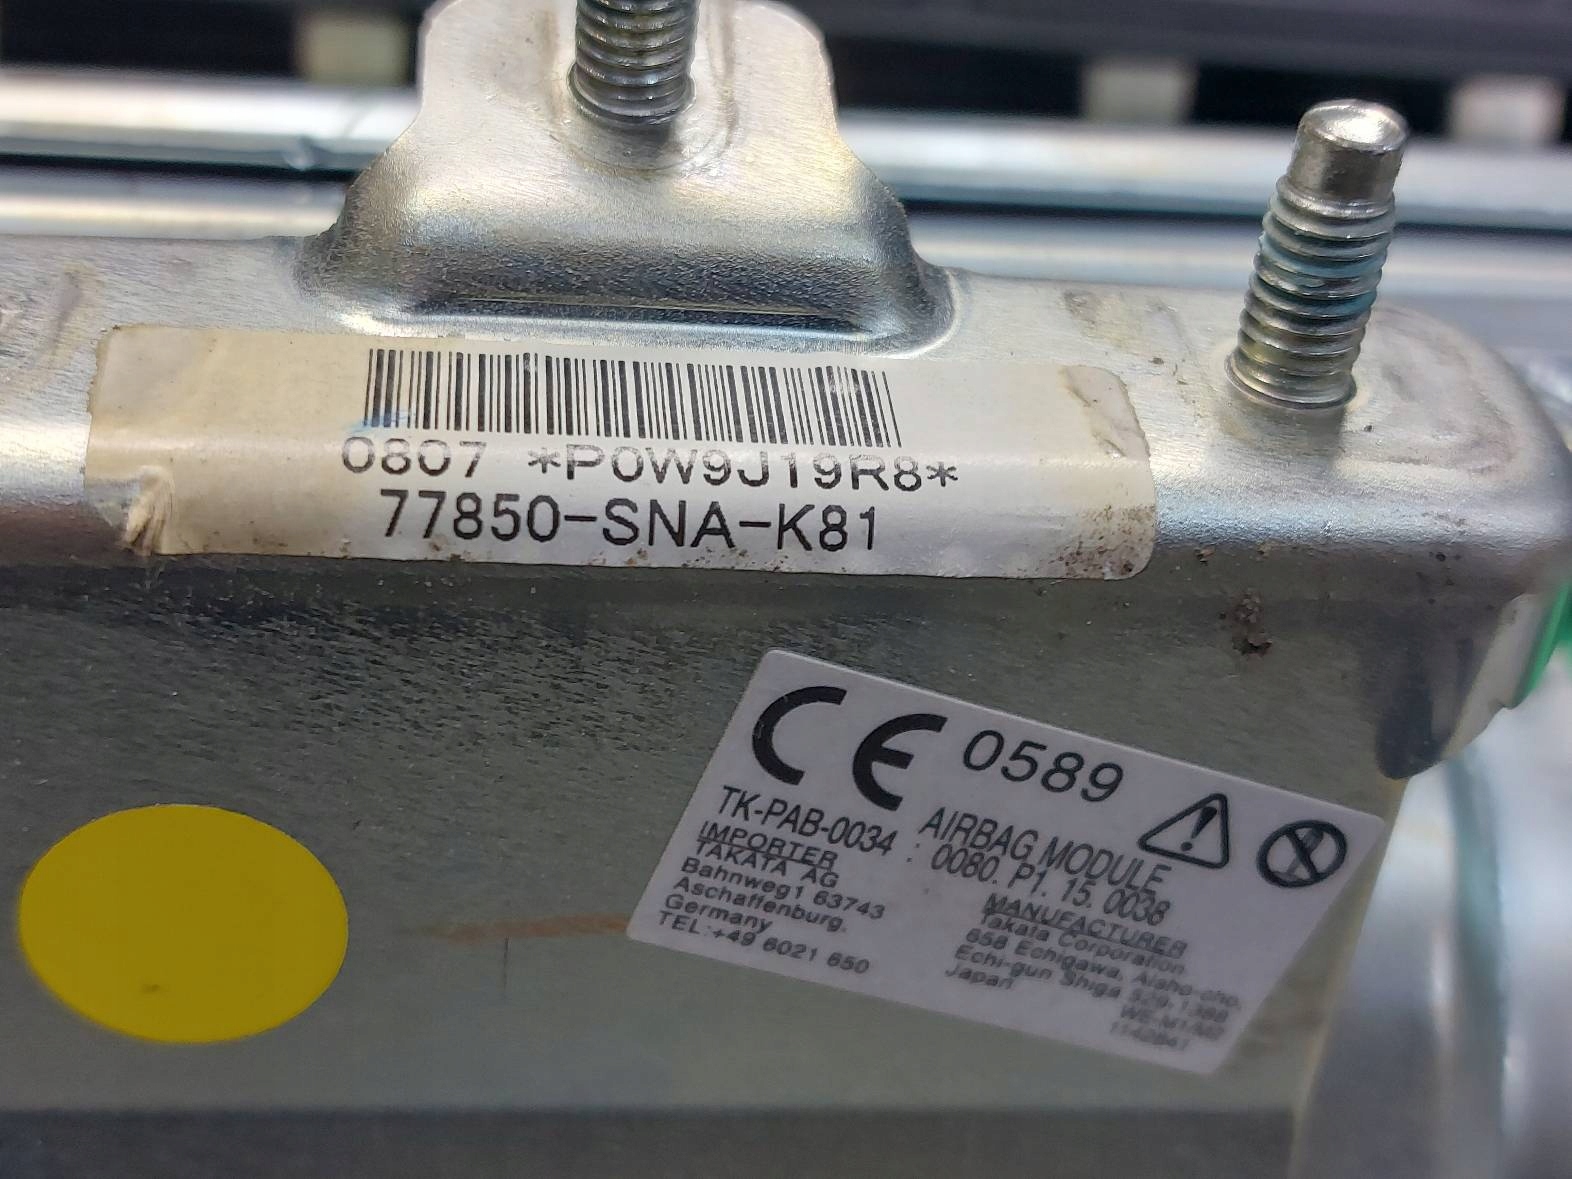 0807 *P0W9J19R8*
77850-SNA-K81
CE 0589
AIRBAG MODULE
TK-PAB-0034 : 0080. P1. 15. 0038
IMPORTER
TAKATA AG
Bahnweg1 63743
Aschaffenburg,
Germany
TEL:+49 6021 650
MANUFACTURER
Takata Corporation
658 Echigawa, Aisho-cho,
Echi-gun Shiga 529-1388
Japan